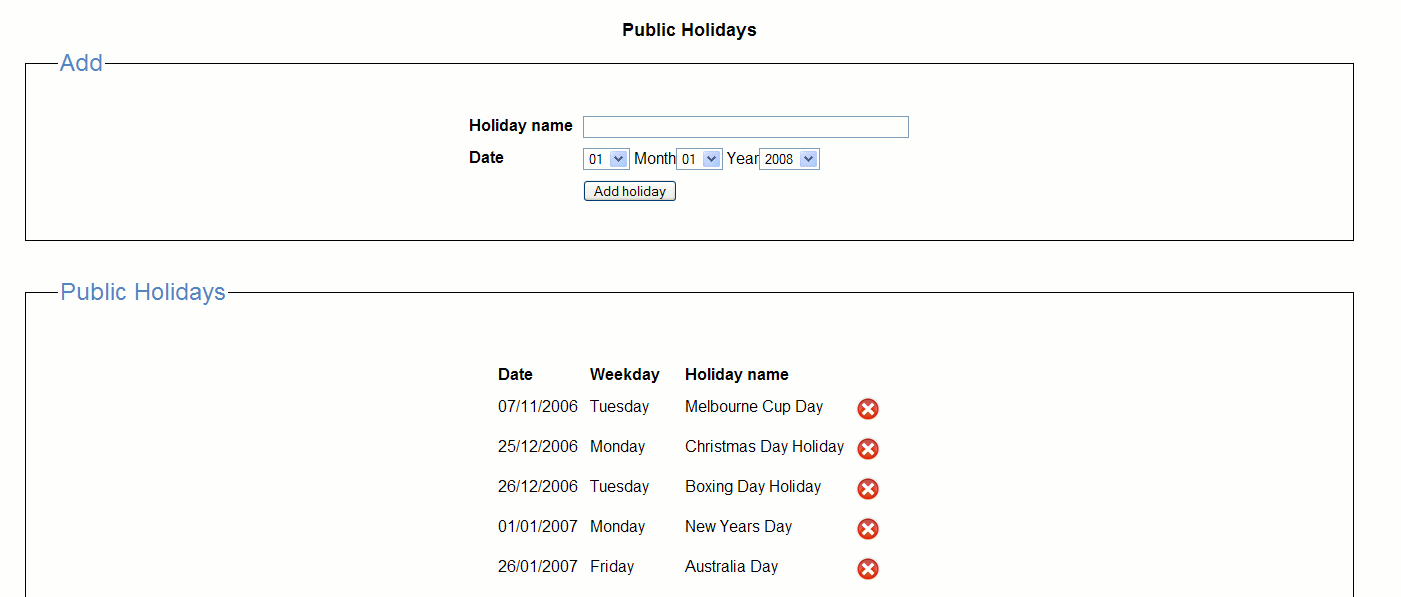 Public Holidays
Add
Holiday name
Date 01 Month 01 Year 2008
Add holiday
Public Holidays
Date Weekday Holiday name
07/11/2006 Tuesday Melbourne Cup Day
25/12/2006 Monday Christmas Day Holiday
26/12/2006 Tuesday Boxing Day Holiday
01/01/2007 Monday New Years Day
26/01/2007 Friday Australia Day